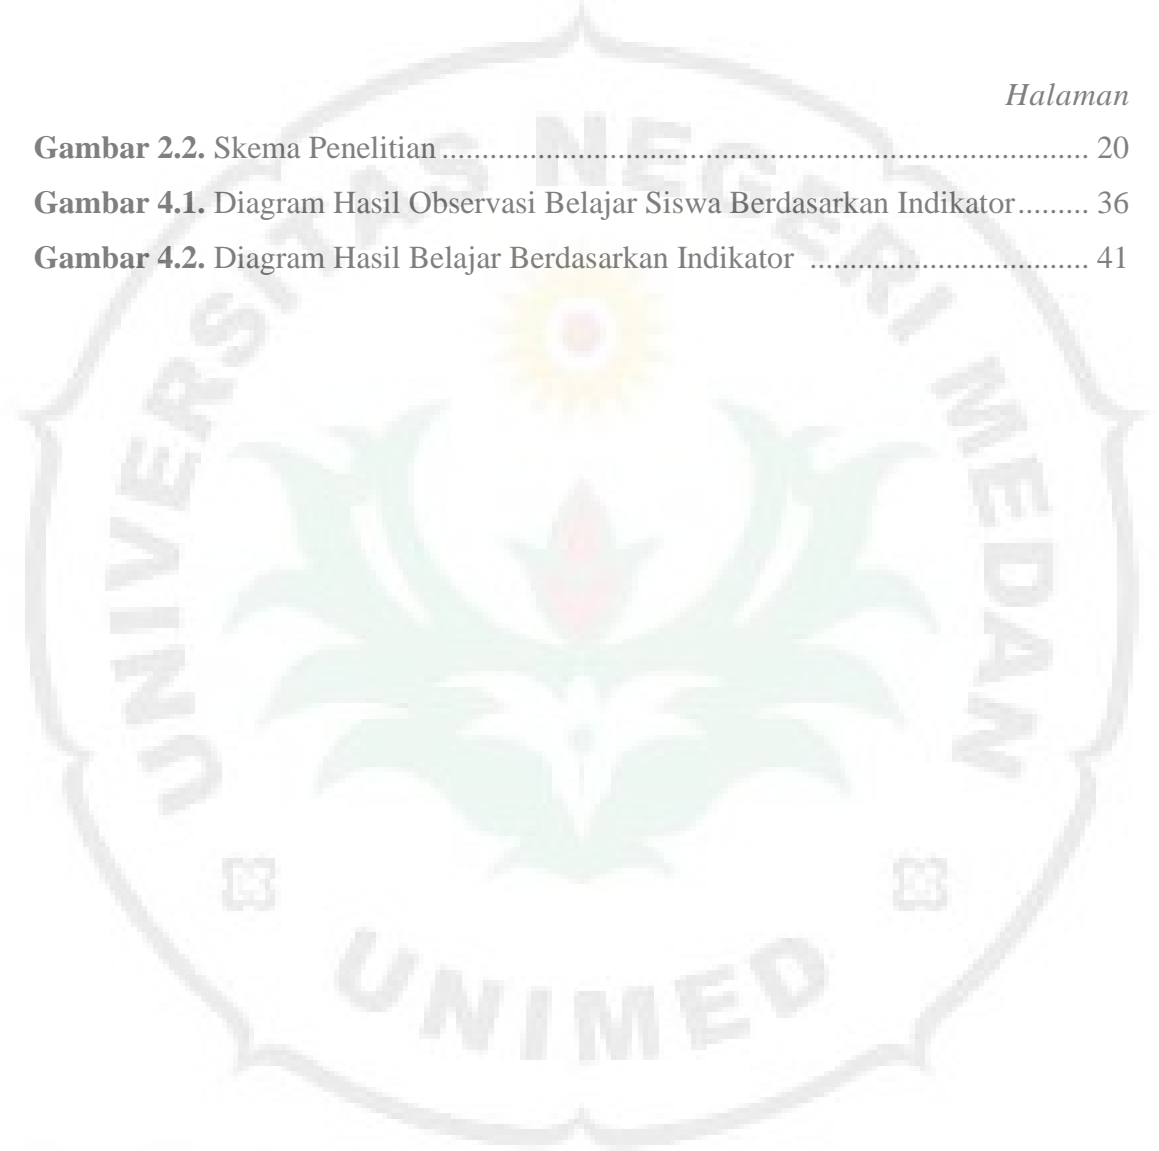 Halaman
Gambar 2.2. Skema Penelitian ................................................................................. 20
Gambar 4.1. Diagram Hasil Observasi Belajar Siswa Berdasarkan Indikator......... 36
Gambar 4.2. Diagram Hasil Belajar Berdasarkan Indikator ................................... 41
UNIVERSITAS NEGERI MEDAN
UNIMED